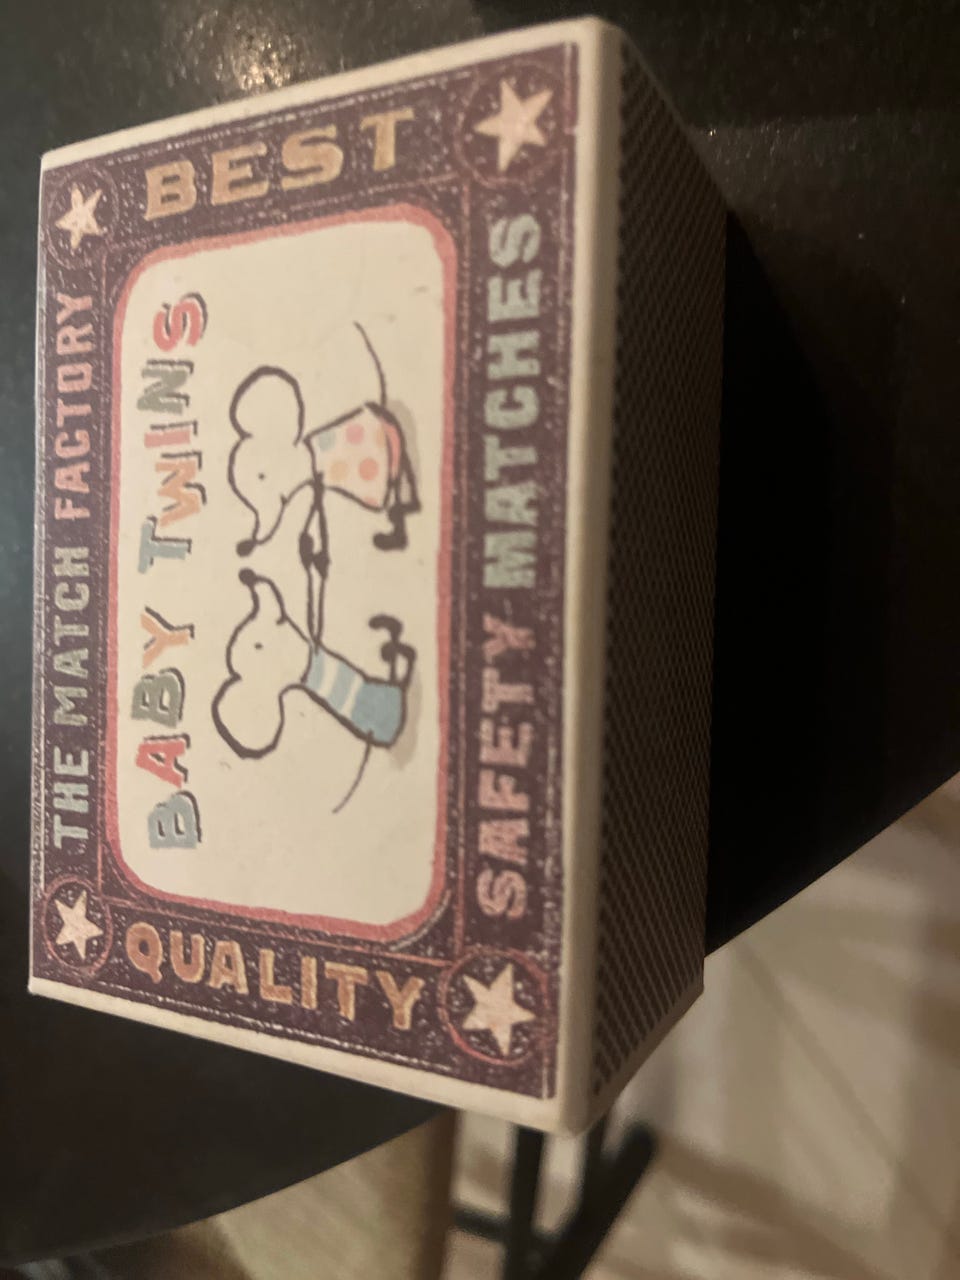 THE MATCH FACTORY
BEST
BABY TWINS
QUALITY
SAFETY MATCHES